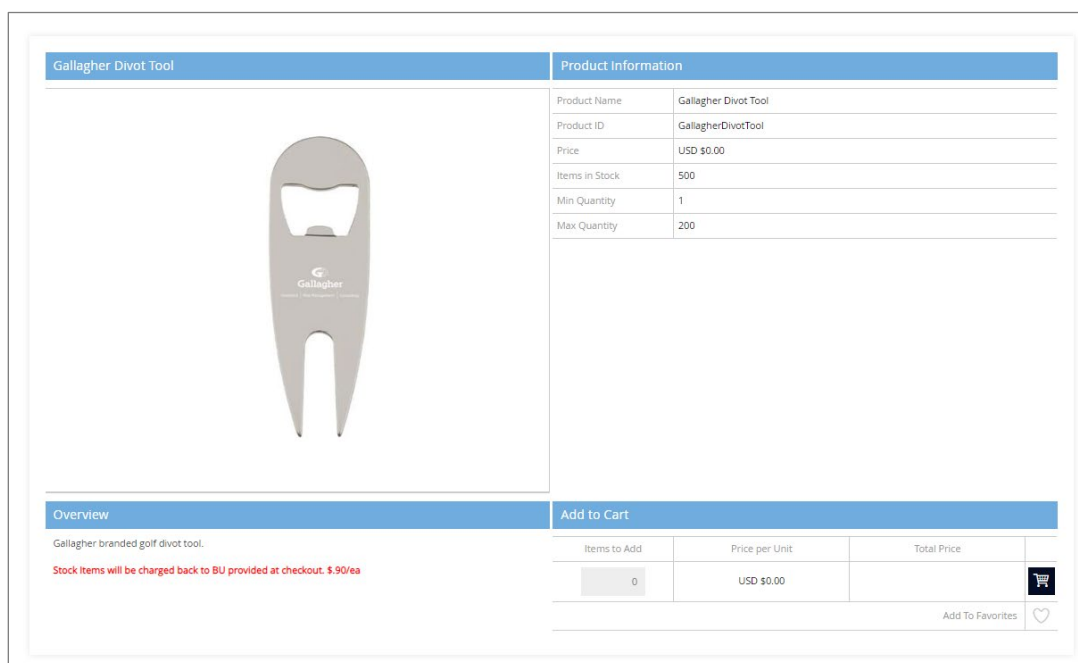 Gallagher Divot Tool
Product Information
Product Name Gallagher Divot Tool
Product ID GallagherDivotTool
Price USD $0.00
Items in Stock 500
Min Quantity 1
Max Quantity 200
G
Gallagher
Overview
Gallagher branded golf divot tool.
Stock Items will be charged back to BU provided at checkout. $.90/ea
Add to Cart
Items to Add Price per Unit Total Price
0 USD $0.00
Add To Favorites